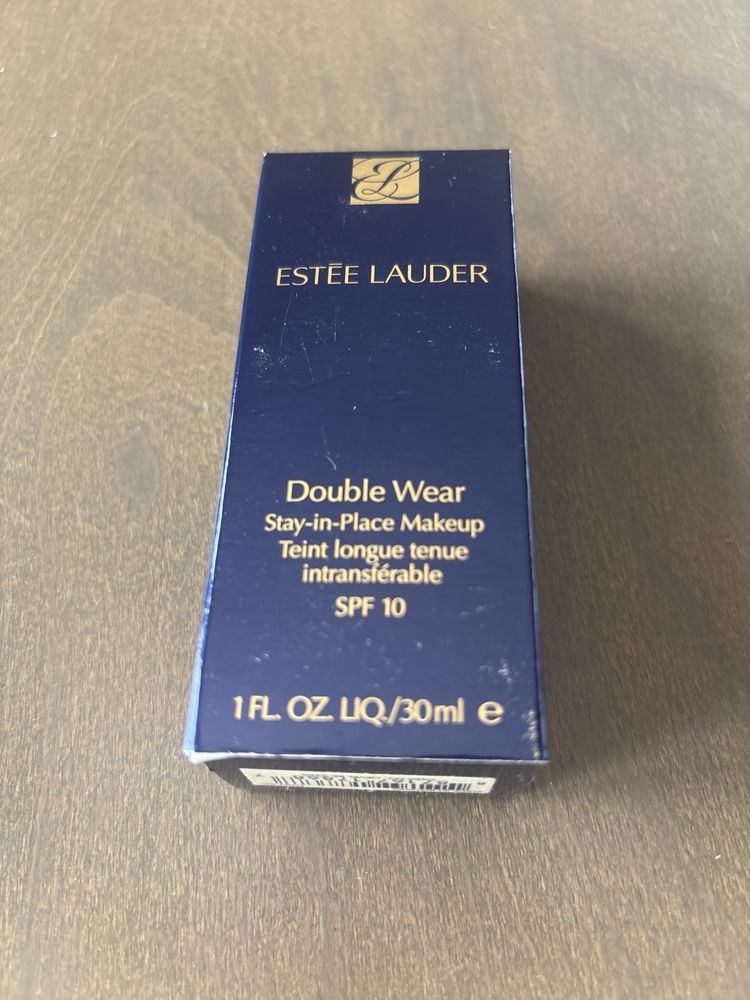 ESTĒE LAUDER
Double Wear
Stay-in-Place Makeup
Teint longue tenue
intransférable
SPF 10
1 FL. OZ. LIQ./30ml e